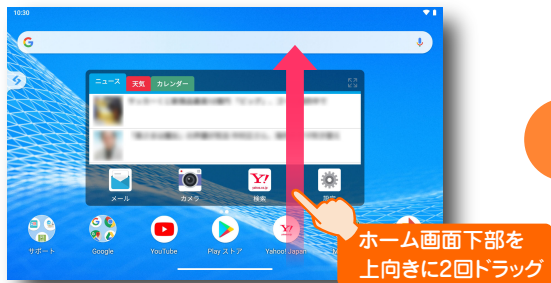 10:30
G
ニュース 天気 カレンダー
メール カメラ Y! 検索 設定
サポート Google YouTube Play ストア Y! Yahoo! Japan
ホーム画面下部を
上向きに2回ドラッグ